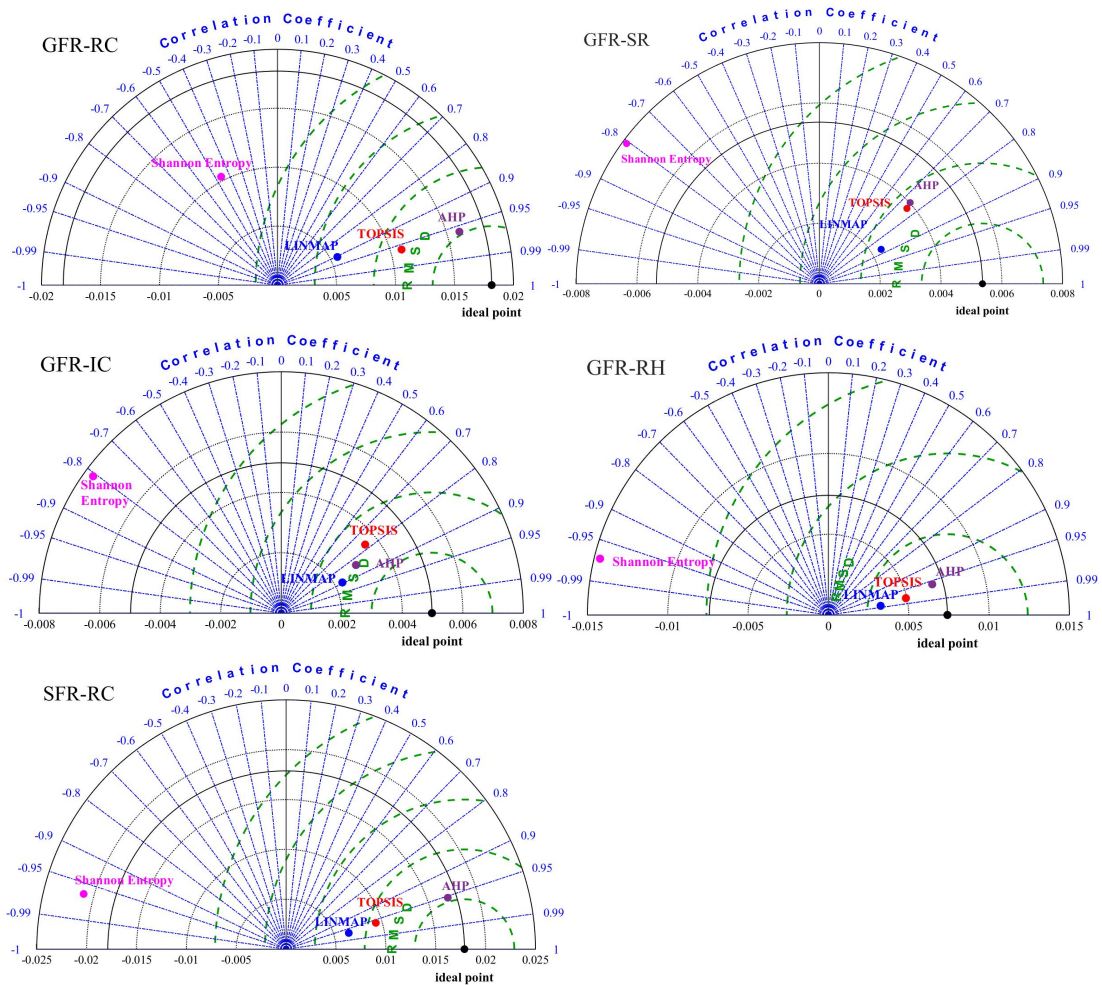 GFR-RC
Correlation Coefficient
-1 -0.99 -0.95 -0.9 -0.8 -0.7 -0.6 -0.5 -0.4 -0.3 -0.2 -0.1 0 0.1 0.2 0.3 0.4 0.5 0.6 0.7 0.8 0.9 0.95 0.99 1
Shannon Entropy
AHP
TOPSIS
LINMAP
RMSD
-0.02 -0.015 -0.01 -0.005 0 0.005 0.01 0.015 0.02
ideal point
GFR-SR
Correlation Coefficient
-1 -0.99 -0.95 -0.9 -0.8 -0.7 -0.6 -0.5 -0.4 -0.3 -0.2 -0.1 0 0.1 0.2 0.3 0.4 0.5 0.6 0.7 0.8 0.9 0.95 0.99 1
Shannon Entropy
AHP
TOPSIS
LINMAP
RMSD
-0.008 -0.006 -0.004 -0.002 0 0.002 0.004 0.006 0.008
ideal point
GFR-IC
Correlation Coefficient
-1 -0.99 -0.95 -0.9 -0.8 -0.7 -0.6 -0.5 -0.4 -0.3 -0.2 -0.1 0 0.1 0.2 0.3 0.4 0.5 0.6 0.7 0.8 0.9 0.95 0.99 1
Shannon
Entropy
TOPSIS
AHP
LINMAP
RMSD
-0.008 -0.006 -0.004 -0.002 0 0.002 0.004 0.006 0.008
ideal point
GFR-RH
Correlation Coefficient
-1 -0.99 -0.95 -0.9 -0.8 -0.7 -0.6 -0.5 -0.4 -0.3 -0.2 -0.1 0 0.1 0.2 0.3 0.4 0.5 0.6 0.7 0.8 0.9 0.95 0.99 1
Shannon Entropy
AHP
TOPSIS
LINMAP
RMSD
-0.015 -0.01 -0.005 0 0.005 0.01 0.015
ideal point
SFR-RC
Correlation Coefficient
-1 -0.99 -0.95 -0.9 -0.8 -0.7 -0.6 -0.5 -0.4 -0.3 -0.2 -0.1 0 0.1 0.2 0.3 0.4 0.5 0.6 0.7 0.8 0.9 0.95 0.99 1
Shannon Entropy
AHP
TOPSIS
LINMAP
RMSD
-0.025 -0.02 -0.015 -0.01 -0.005 0 0.005 0.01 0.015 0.02 0.025
ideal point